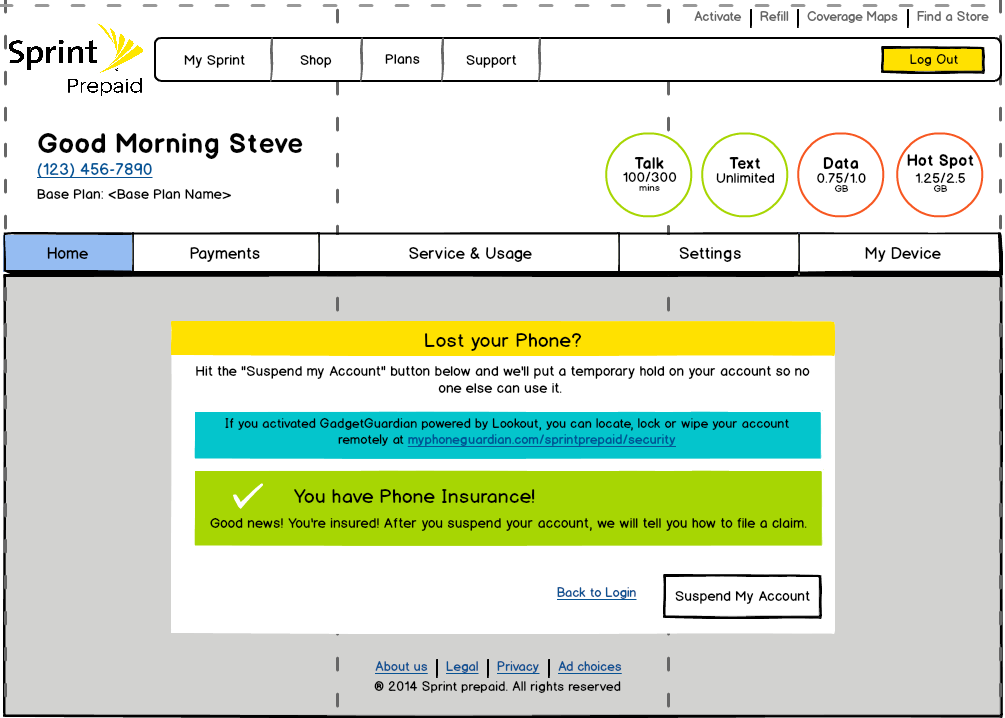 Activate Refill Coverage Maps Find a Store
Sprint
Prepaid
My Sprint Shop Plans Support Log Out
Good Morning Steve
(123) 456-7890
Base Plan: <Base Plan Name>
Talk
100/300
mins
Text
Unlimited
Data
0.75/1.0
GB
Hot Spot
1.25/2.5
GB
Home Payments Service & Usage Settings My Device
Lost your Phone?
Hit the "Suspend my Account" button below and we'll put a temporary hold on your account so no
one else can use it.
If you activated GadgetGuardian powered by Lookout, you can locate, lock or wipe your account
remotely at myphoneguardian.com/sprintprepaid/security
You have Phone Insurance!
Good news! You're insured! After you suspend your account, we will tell you how to file a claim.
Back to Login Suspend My Account
About us Legal Privacy Ad choices
® 2014 Sprint prepaid. All rights reserved